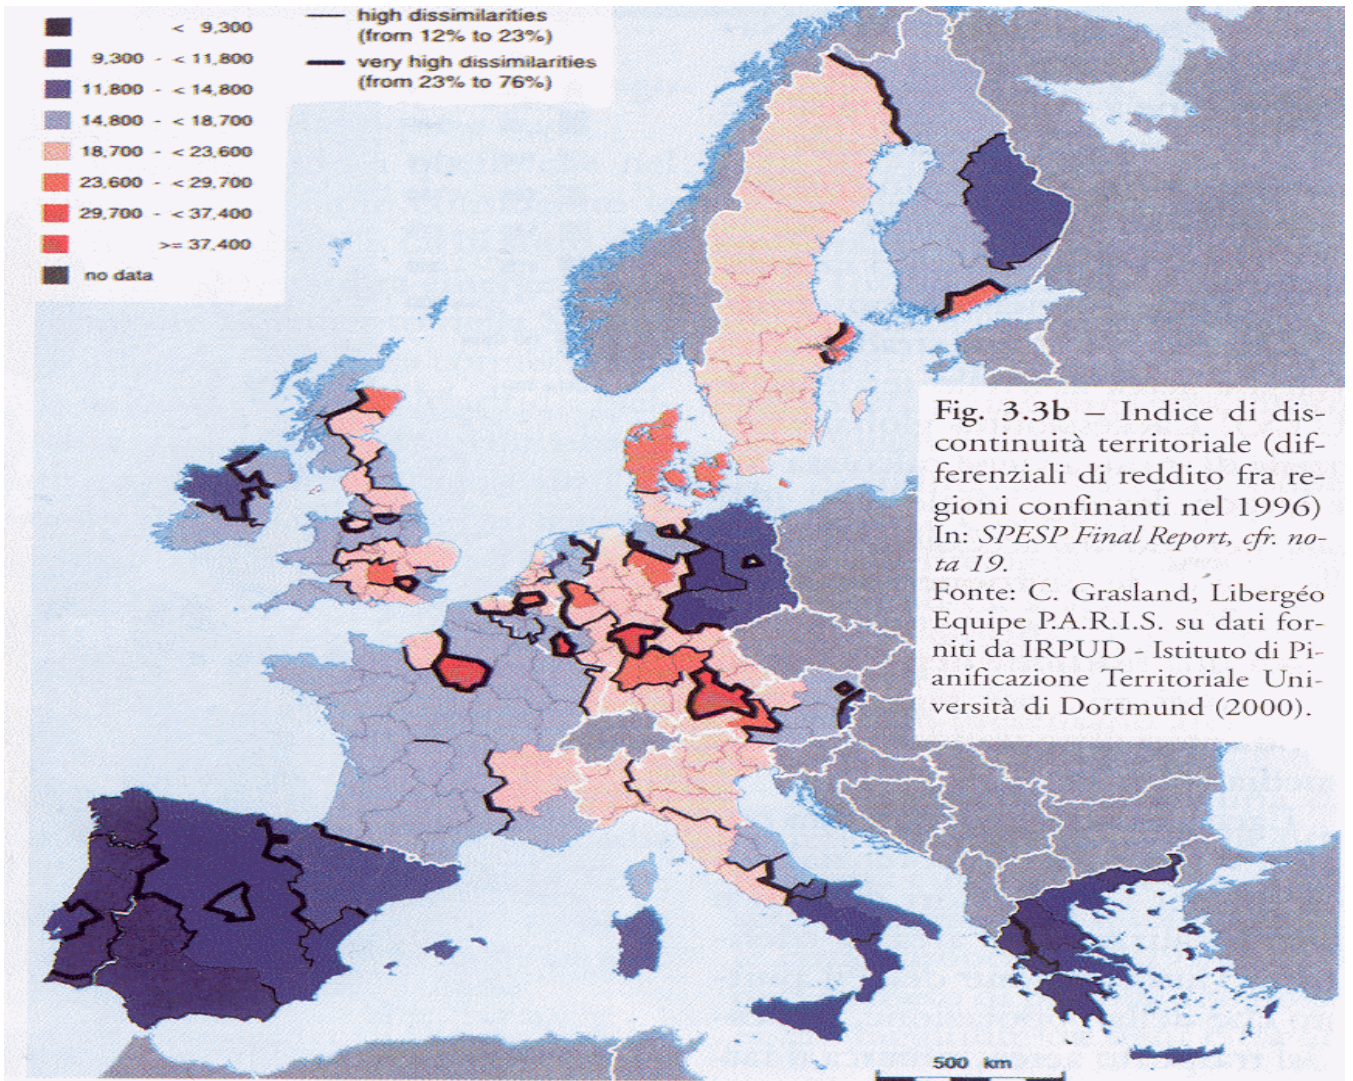 < 9,300
9,300 - < 11,800
11,800 - < 14,800
14,800 - < 18,700
18,700 - < 23,600
23,600 - < 29,700
29,700 - < 37,400
>= 37,400
no data
high dissimilarities
(from 12% to 23%)
very high dissimilarities
(from 23% to 76%)
Fig. 3.3b – Indice di dis-
continuità territoriale (dif-
ferenziali di reddito fra re-
gioni confinanti nel 1996)
In: SPESP Final Report, cfr. no-
ta 19.
Fonte: C. Grasland, Libergéo
Equipe P.A.R.I.S. su dati for-
niti da IRPUD - Istituto di Pi-
anificazione Territoriale Uni-
versità di Dortmund (2000).
500 km